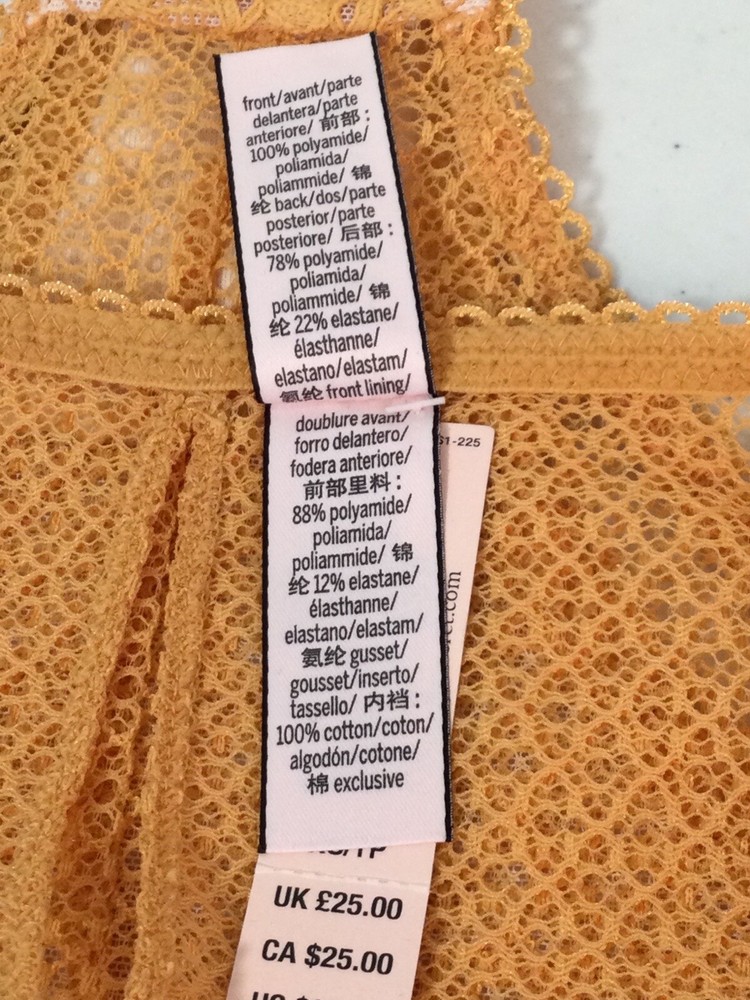 front/avant/parte
delantera/parte
anteriore/ 前部：
100% polyamide/
poliamida/
poliammide/ 锦
纶 back/dos/parte
posterior/parte
posteriore/ 后部：
78% polyamide/
poliamida/
poliammide/ 锦
纶 22% elastane/
élasthanne/
elastano/elastam/
氨纶 front lining/
doublure avant/
forro delantero/
fodera anteriore/
前部里料：
88% polyamide/
poliamida/
poliammide/ 锦
纶 12% elastane/
élasthanne/
elastano/elastam/
氨纶 gusset/
gousset/inserto/
tassello/ 内裆：
100% cotton/coton/
algodón/cotone/
棉 exclusive
UK £25.00
CA $25.00